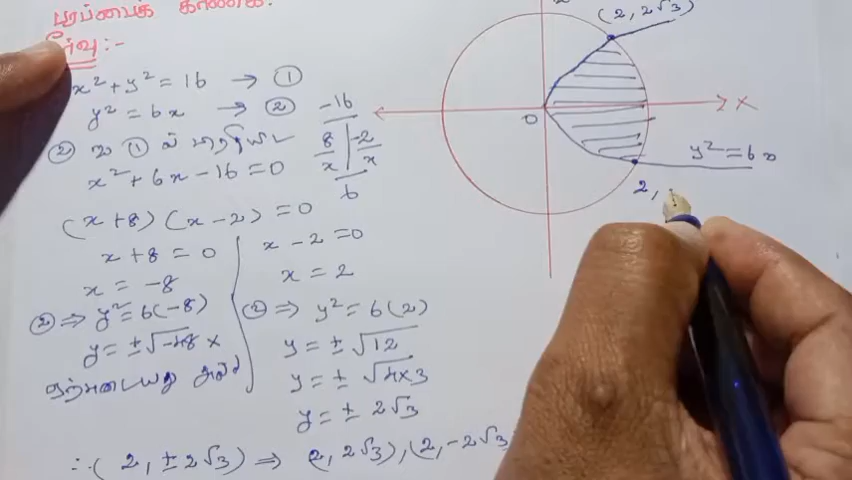 பரப்பைக் காண்க.
தீர்வு:-
x² + y² = 16 → ①
y² = 6x → ②
② ஐ ① ல் பிரதியிட
x² + 6x - 16 = 0
-16
8 | -2
x | x
6
(x+8) (x-2) = 0
x + 8 = 0
x = -8
② ⇒ y² = 6(-8)
y = ±√-48 x
x - 2 = 0
x = 2
② ⇒ y² = 6(2)
y = ± √12
y = ± √4x3
y = ± 2√3
∴ (2, ±2√3) ⇒ (2, 2√3), (2, -2√3
(2, 2√3)
X
0
y² = 6x
2,